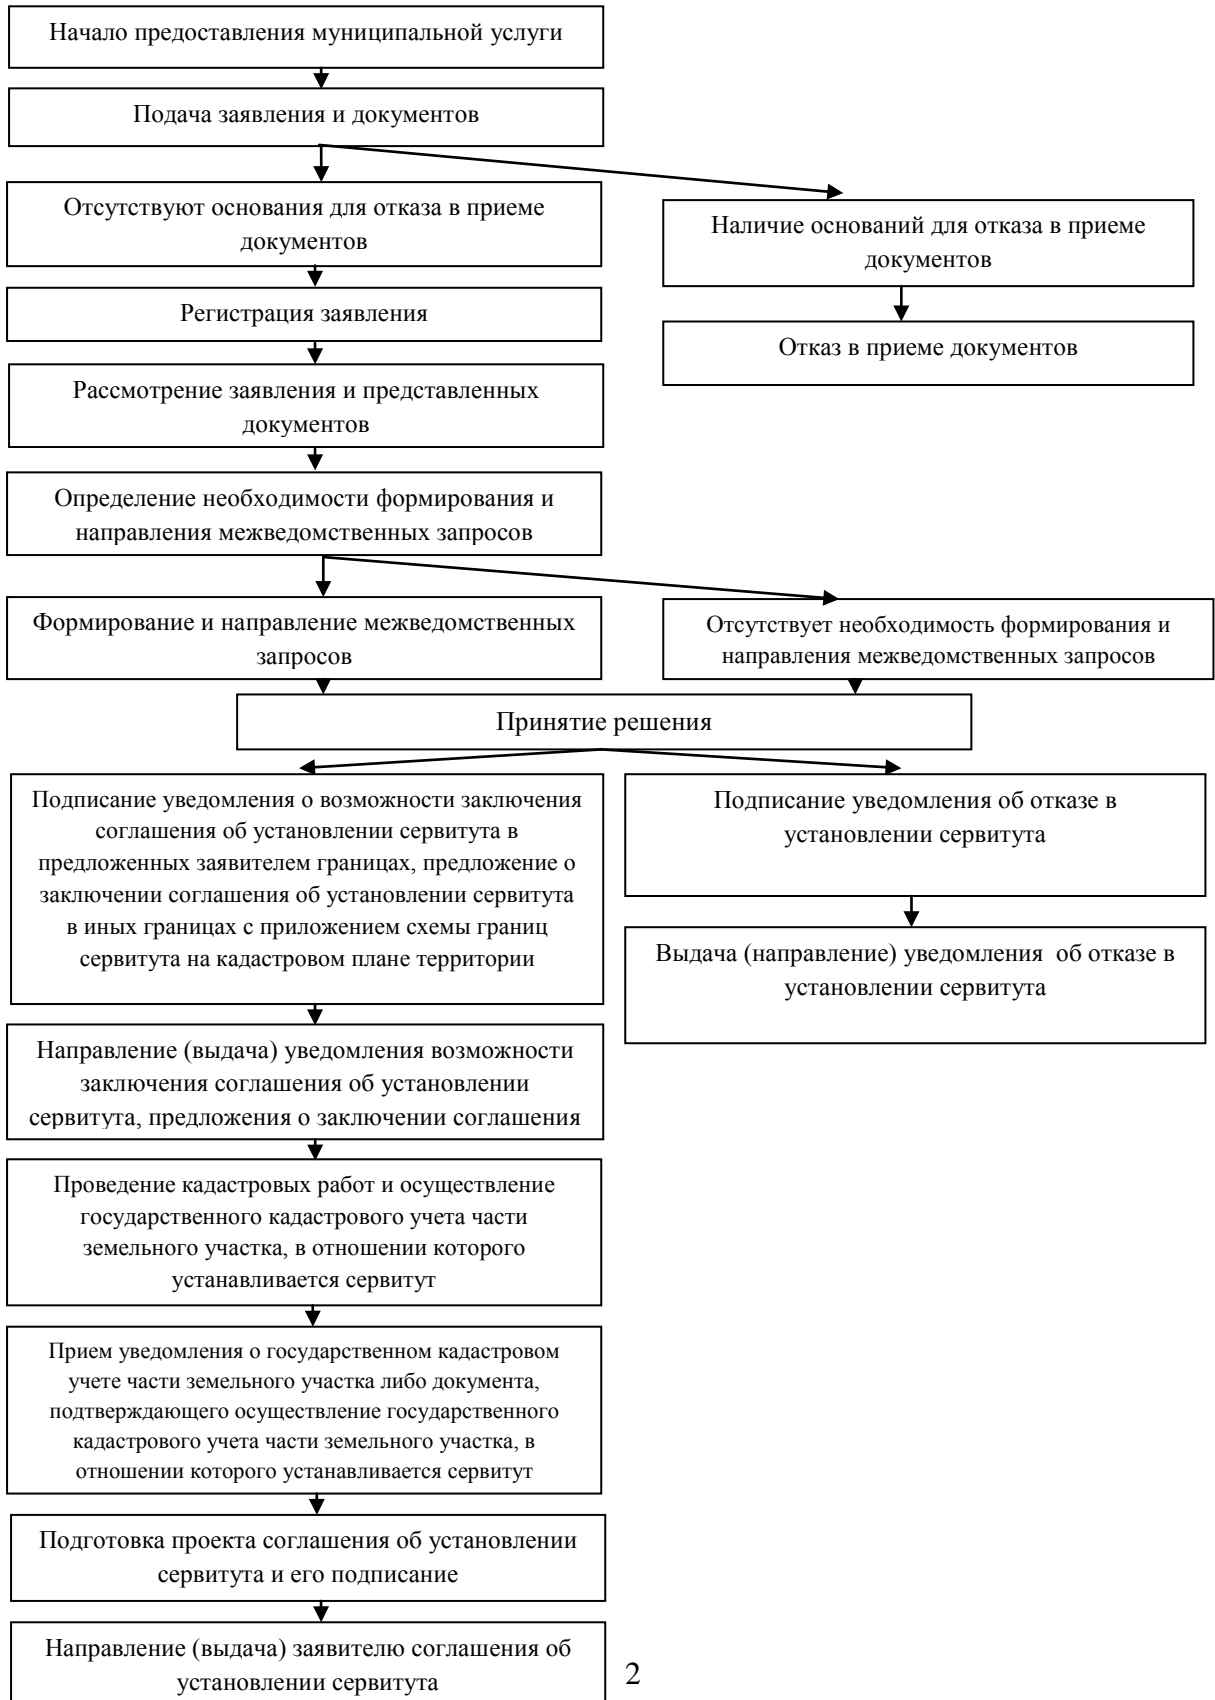 Начало предоставления муниципальной услуги
Подача заявления и документов
Отсутствуют основания для отказа в приеме
документов
Наличие оснований для отказа в приеме
документов
Регистрация заявления
Отказ в приеме документов
Рассмотрение заявления и представленных
документов
Определение необходимости формирования и
направления межведомственных запросов
Формирование и направление межведомственных
запросов
Отсутствует необходимость формирования и
направления межведомственных запросов
Принятие решения
Подписание уведомления о возможности заключения
соглашения об установлении сервитута в
предложенных заявителем границах, предложение о
заключении соглашения об установлении сервитута
в иных границах с приложением схемы границ
сервитута на кадастровом плане территории
Подписание уведомления об отказе в
установлении сервитута
Выдача (направление) уведомления  об отказе в
установлении сервитута
Направление (выдача) уведомления возможности
заключения соглашения об установлении
сервитута, предложения о заключении соглашения
Проведение кадастровых работ и осуществление
государственного кадастрового учета части
земельного участка, в отношении которого
устанавливается сервитут
Прием уведомления о государственном кадастровом
учете части земельного участка либо документа,
подтверждающего осуществление государственного
кадастрового учета части земельного участка, в
отношении которого устанавливается сервитут
Подготовка проекта соглашения об установлении
сервитута и его подписание
Направление (выдача) заявителю соглашения об
установлении сервитута
2